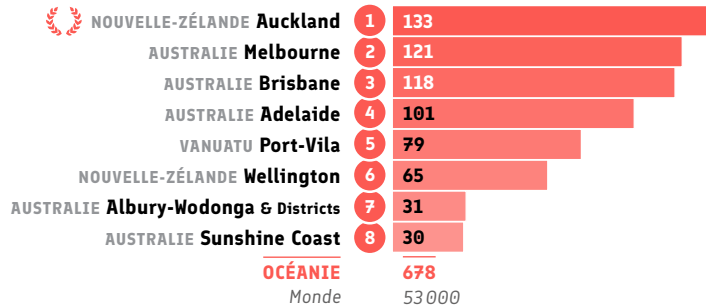 NOUVELLE-ZÉLANDE Auckland 1 133
AUSTRALIE Melbourne 2 121
AUSTRALIE Brisbane 3 118
AUSTRALIE Adelaide 4 101
VANUATU Port-Vila 5 79
NOUVELLE-ZÉLANDE Wellington 6 65
AUSTRALIE Albury-Wodonga & Districts 7 31
AUSTRALIE Sunshine Coast 8 30
OCÉANIE 678
Monde 53 000